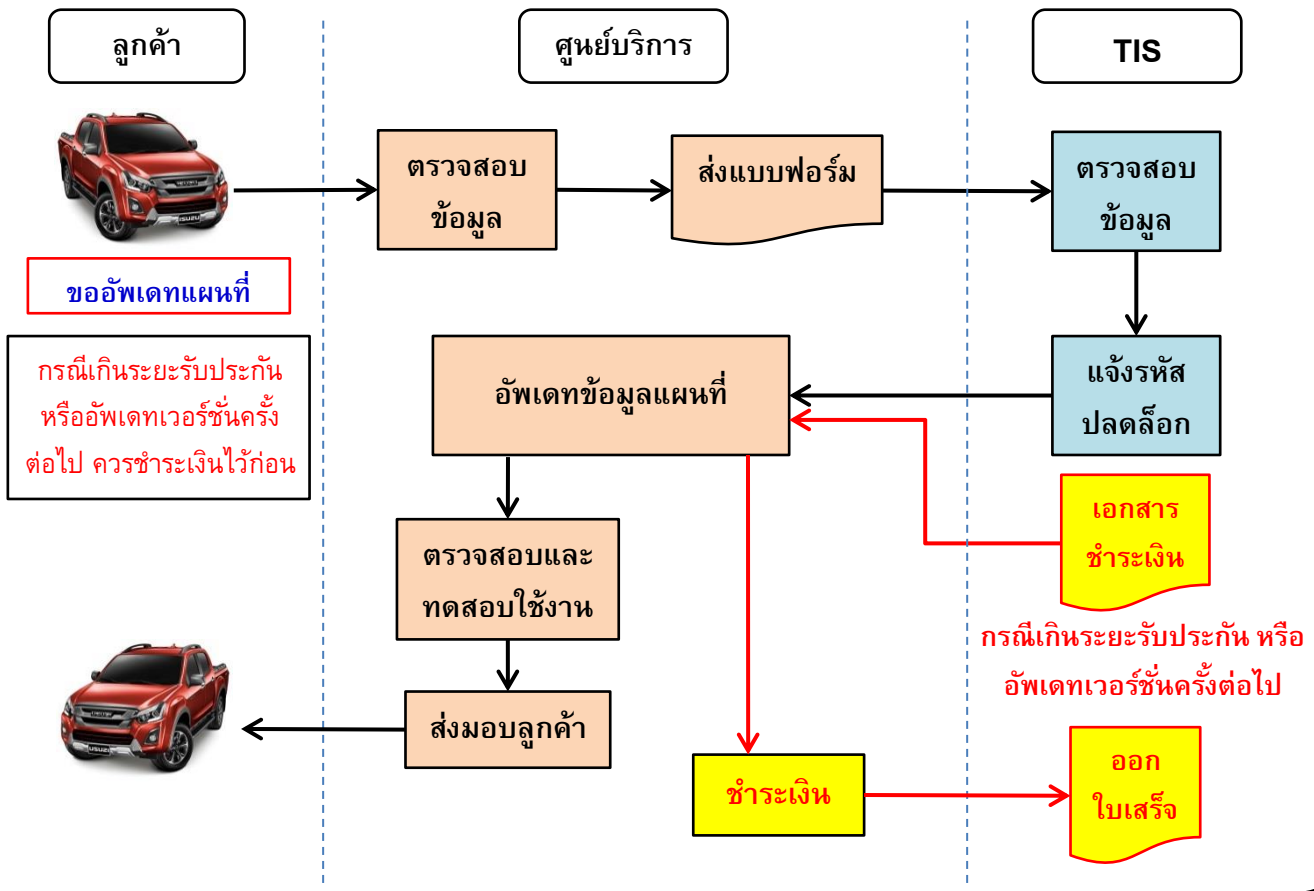 ลูกค้า
ศูนย์บริการ
TIS
ตรวจสอบ
ข้อมูล
ส่งแบบฟอร์ม
ตรวจสอบ
ข้อมูล
ISUZU
ขออัพเดทแผนที่
กรณีเกินระยะรับประกัน
หรืออัพเดทเวอร์ชั่นครั้ง
ต่อไป ควรชำระเงินไว้ก่อน
อัพเดทข้อมูลแผนที่
แจ้งรหัส
ปลดล็อก
เอกสาร
ชำระเงิน
ตรวจสอบและ
ทดสอบใช้งาน
กรณีเกินระยะรับประกัน หรือ
อัพเดทเวอร์ชั่นครั้งต่อไป
ส่งมอบลูกค้า
ISUZU
ชำระเงิน
ออก
ใบเสร็จ